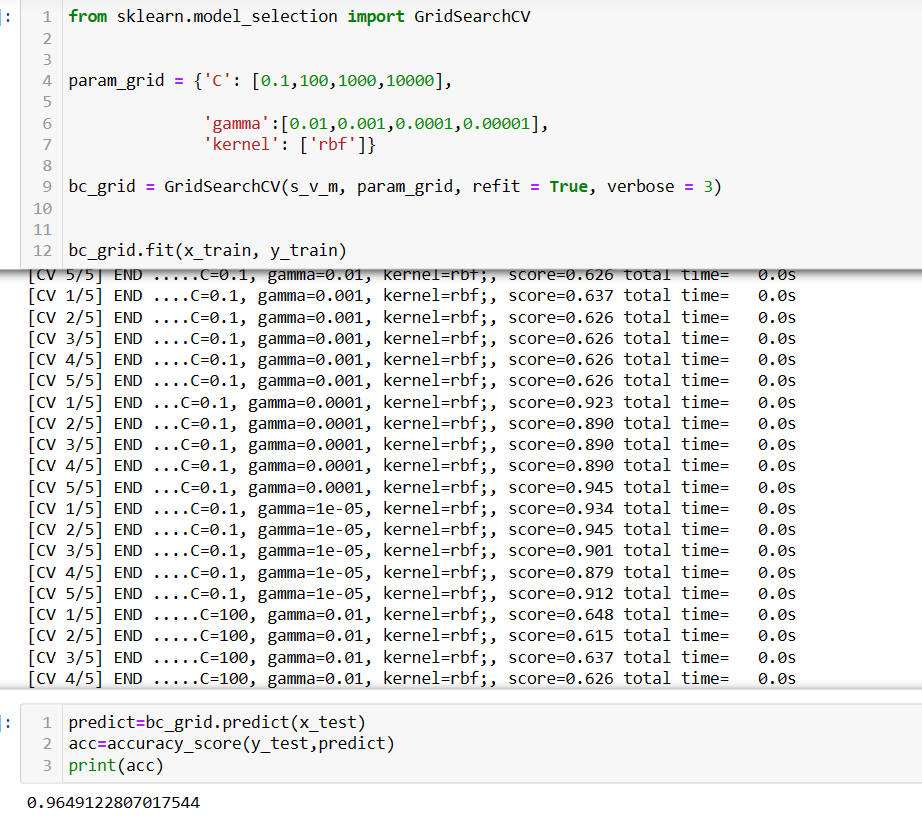 ]:
1 from sklearn.model_selection import GridSearchCV
2
3
4 param_grid = {'C': [0.1,100,1000,10000],
5
6 'gamma':[0.01,0.001,0.0001,0.00001],
7 'kernel': ['rbf']}
8
9 bc_grid = GridSearchCV(s_v_m, param_grid, refit = True, verbose = 3)
10
11
12 bc_grid.fit(x_train, y_train)
[CV 5/5] END .....C=0.1, gamma=0.01, kernel=rbf;, score=0.626 total time=   0.0s
[CV 1/5] END ....C=0.1, gamma=0.001, kernel=rbf;, score=0.637 total time=   0.0s
[CV 2/5] END ....C=0.1, gamma=0.001, kernel=rbf;, score=0.626 total time=   0.0s
[CV 3/5] END ....C=0.1, gamma=0.001, kernel=rbf;, score=0.626 total time=   0.0s
[CV 4/5] END ....C=0.1, gamma=0.001, kernel=rbf;, score=0.626 total time=   0.0s
[CV 5/5] END ....C=0.1, gamma=0.001, kernel=rbf;, score=0.626 total time=   0.0s
[CV 1/5] END ...C=0.1, gamma=0.0001, kernel=rbf;, score=0.923 total time=   0.0s
[CV 2/5] END ...C=0.1, gamma=0.0001, kernel=rbf;, score=0.890 total time=   0.0s
[CV 3/5] END ...C=0.1, gamma=0.0001, kernel=rbf;, score=0.890 total time=   0.0s
[CV 4/5] END ...C=0.1, gamma=0.0001, kernel=rbf;, score=0.890 total time=   0.0s
[CV 5/5] END ...C=0.1, gamma=0.0001, kernel=rbf;, score=0.945 total time=   0.0s
[CV 1/5] END ....C=0.1, gamma=1e-05, kernel=rbf;, score=0.934 total time=   0.0s
[CV 2/5] END ....C=0.1, gamma=1e-05, kernel=rbf;, score=0.945 total time=   0.0s
[CV 3/5] END ....C=0.1, gamma=1e-05, kernel=rbf;, score=0.901 total time=   0.0s
[CV 4/5] END ....C=0.1, gamma=1e-05, kernel=rbf;, score=0.879 total time=   0.0s
[CV 5/5] END ....C=0.1, gamma=1e-05, kernel=rbf;, score=0.912 total time=   0.0s
[CV 1/5] END .....C=100, gamma=0.01, kernel=rbf;, score=0.648 total time=   0.0s
[CV 2/5] END .....C=100, gamma=0.01, kernel=rbf;, score=0.615 total time=   0.0s
[CV 3/5] END .....C=100, gamma=0.01, kernel=rbf;, score=0.637 total time=   0.0s
[CV 4/5] END .....C=100, gamma=0.01, kernel=rbf;, score=0.626 total time=   0.0s
]:
1 predict=bc_grid.predict(x_test)
2 acc=accuracy_score(y_test,predict)
3 print(acc)
0.9649122807017544